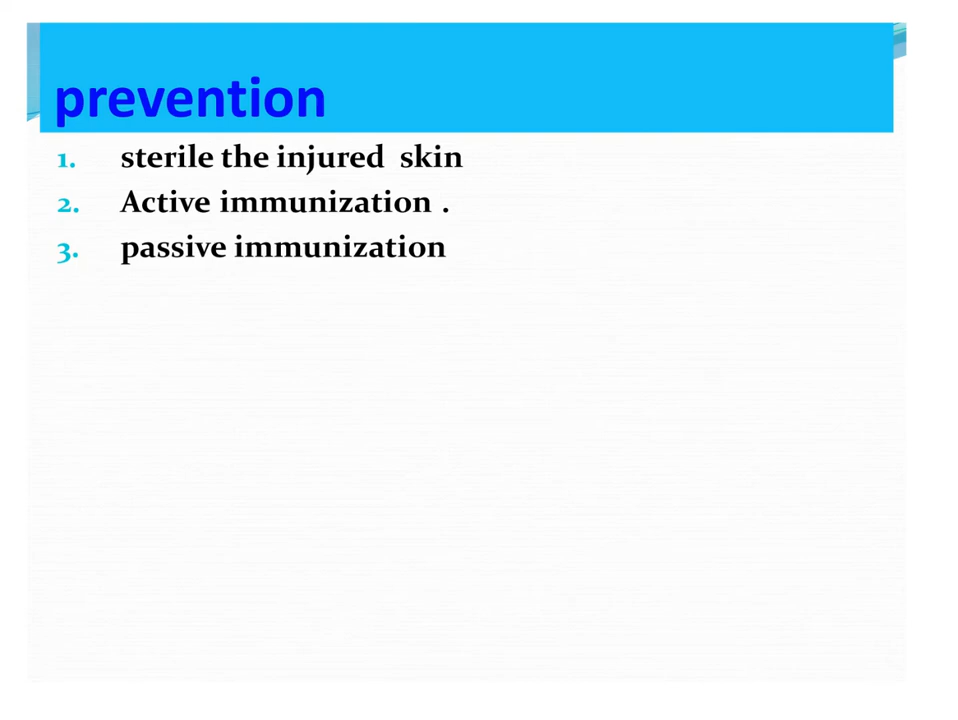 prevention
1. sterile the injured  skin
2. Active immunization .
3. passive immunization